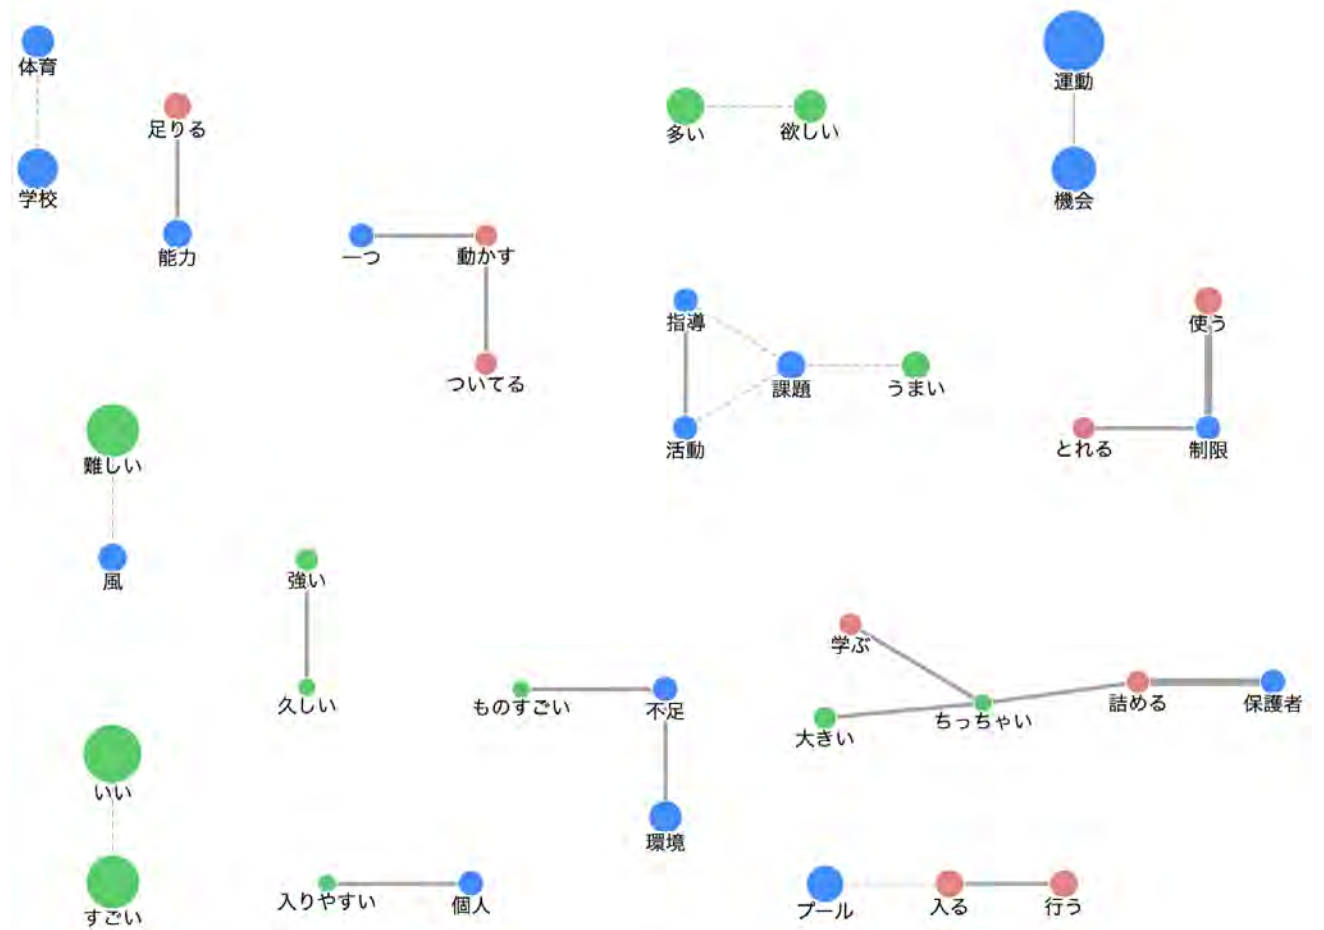 体育
足りる
学校
能力
一つ
動かす
ついてる
多い
欲しい
運動
機会
指導
課題
うまい
活動
使う
とれる
制限
難しい
風
強い
久しい
ものすごい
不足
環境
学ぶ
大きい
ちっちゃい
詰める
保護者
いい
すごい
入りやすい
個人
プール
入る
行う